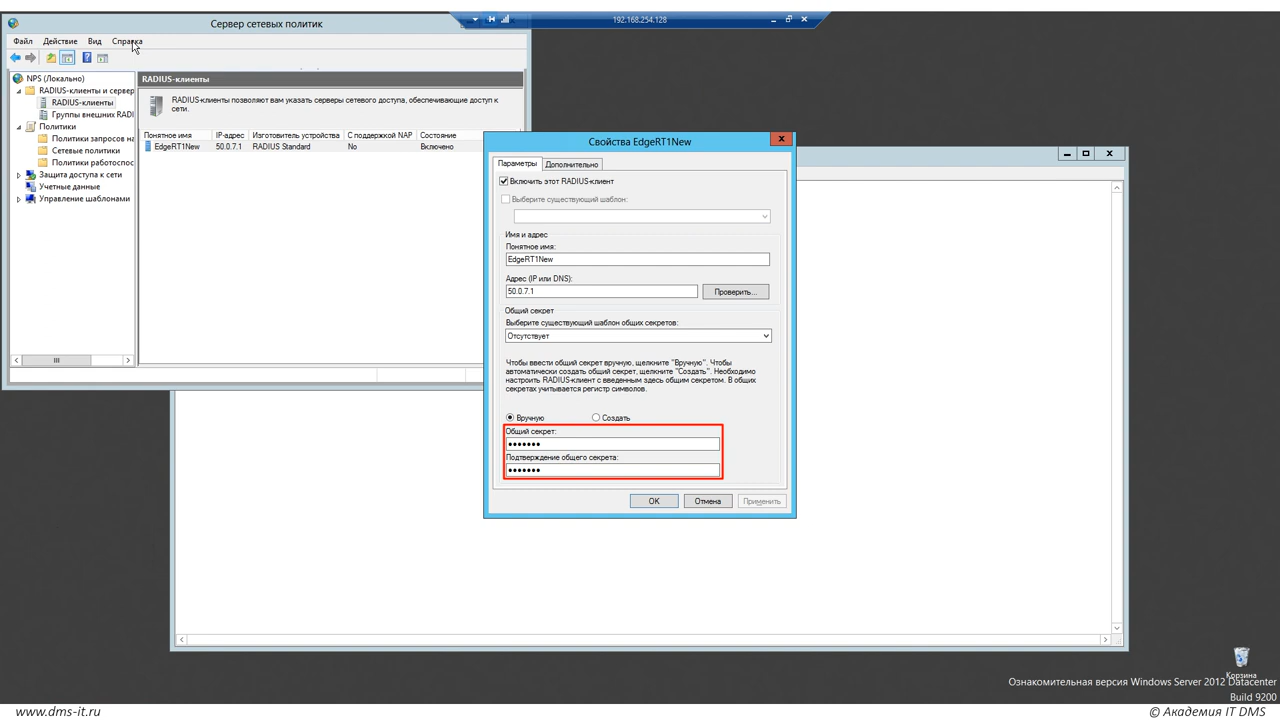 Сервер сетевых политик
192.168.254.128
Файл Действие Вид Справка
NPS (Локально)
RADIUS-клиенты и сервер
RADIUS-клиенты
Группы внешних RADI
Политики
Политики запросов на
Сетевые политики
Политики работоспос
Защита доступа к сети
Учетные данные
Управление шаблонами
RADIUS-клиенты
RADIUS-клиенты позволяют вам указать серверы сетевого доступа, обеспечивающие доступ к
сети.
Понятное имя IP-адрес Изготовитель устройства С поддержкой NAP Состояние
EdgeRT1New 50.0.7.1 RADIUS Standard No Включено
Свойства EdgeRT1New
Параметры Дополнительно
Включить этот RADIUS-клиент
Выберите существующий шаблон:
Имя и адрес
Понятное имя:
EdgeRT1New
Адрес (IP или DNS):
50.0.7.1 Проверить...
Общий секрет
Выберите существующий шаблон общих секретов:
Отсутствует
Чтобы ввести общий секрет вручную, щелкните "Вручную". Чтобы
автоматически создать общий секрет, щелкните "Создать". Необходимо
настроить RADIUS-клиент с введенным здесь общим секретом. В общих
секретах учитывается регистр символов.
Вручную Создать
Общий секрет:
•••••••
Подтверждение общего секрета:
•••••••
OK Отмена Применить
Корзина
Ознакомительная версия Windows Server 2012 Datacenter
Build 9200
www.dms-it.ru © Академия IT DMS